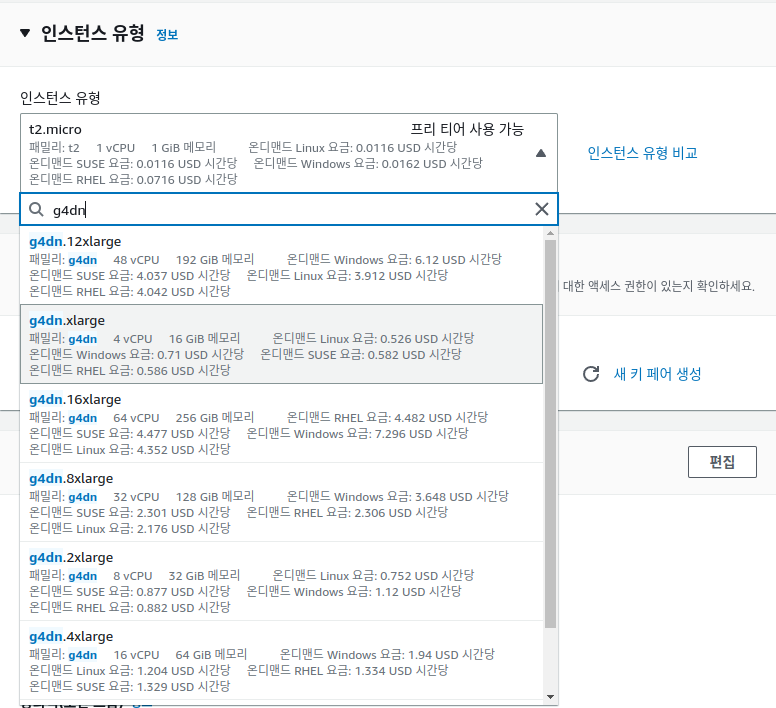 인스턴스 유형 정보
인스턴스 유형
t2.micro 프리 티어 사용 가능
패밀리: t2 1 vCPU 1 GiB 메모리 온디맨드 Linux 요금: 0.0116 USD 시간당
온디맨드 SUSE 요금: 0.0116 USD 시간당 온디맨드 Windows 요금: 0.0162 USD 시간당
온디맨드 RHEL 요금: 0.0716 USD 시간당
인스턴스 유형 비교
g4dn
g4dn.12xlarge
패밀리: g4dn 48 vCPU 192 GiB 메모리 온디맨드 Windows 요금: 6.12 USD 시간당
온디맨드 SUSE 요금: 4.037 USD 시간당 온디맨드 Linux 요금: 3.912 USD 시간당
온디맨드 RHEL 요금: 4.042 USD 시간당
대한 액세스 권한이 있는지 확인하세요.
g4dn.xlarge
패밀리: g4dn 4 vCPU 16 GiB 메모리 온디맨드 Linux 요금: 0.526 USD 시간당
온디맨드 Windows 요금: 0.71 USD 시간당 온디맨드 SUSE 요금: 0.582 USD 시간당
온디맨드 RHEL 요금: 0.586 USD 시간당
새 키 페어 생성
g4dn.16xlarge
패밀리: g4dn 64 vCPU 256 GiB 메모리 온디맨드 RHEL 요금: 4.482 USD 시간당
온디맨드 SUSE 요금: 4.477 USD 시간당 온디맨드 Windows 요금: 7.296 USD 시간당
온디맨드 Linux 요금: 4.352 USD 시간당
편집
g4dn.8xlarge
패밀리: g4dn 32 vCPU 128 GiB 메모리 온디맨드 Windows 요금: 3.648 USD 시간당
온디맨드 SUSE 요금: 2.301 USD 시간당 온디맨드 RHEL 요금: 2.306 USD 시간당
온디맨드 Linux 요금: 2.176 USD 시간당
g4dn.2xlarge
패밀리: g4dn 8 vCPU 32 GiB 메모리 온디맨드 Linux 요금: 0.752 USD 시간당
온디맨드 SUSE 요금: 0.877 USD 시간당 온디맨드 Windows 요금: 1.12 USD 시간당
온디맨드 RHEL 요금: 0.882 USD 시간당
g4dn.4xlarge
패밀리: g4dn 16 vCPU 64 GiB 메모리 온디맨드 Windows 요금: 1.94 USD 시간당
온디맨드 Linux 요금: 1.204 USD 시간당 온디맨드 RHEL 요금: 1.334 USD 시간당
온디맨드 SUSE 요금: 1.329 USD 시간당